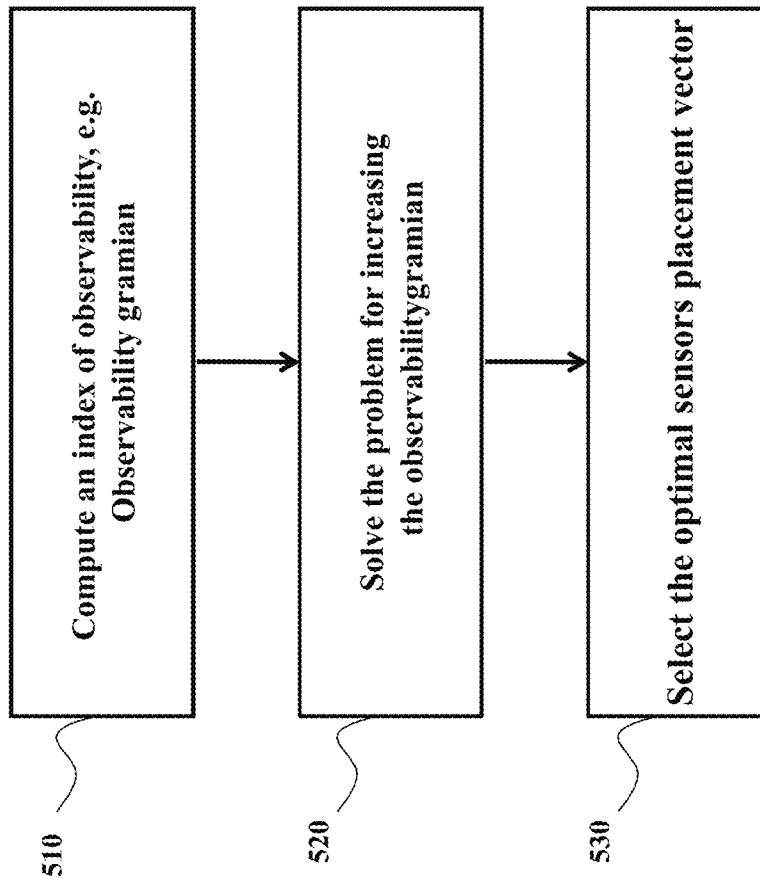 510
Compute an index of observability, e.g.
Observability gramian
520
Solve the problem for increasing
the observabilitygramian
530
Select the optimal sensors placement vector